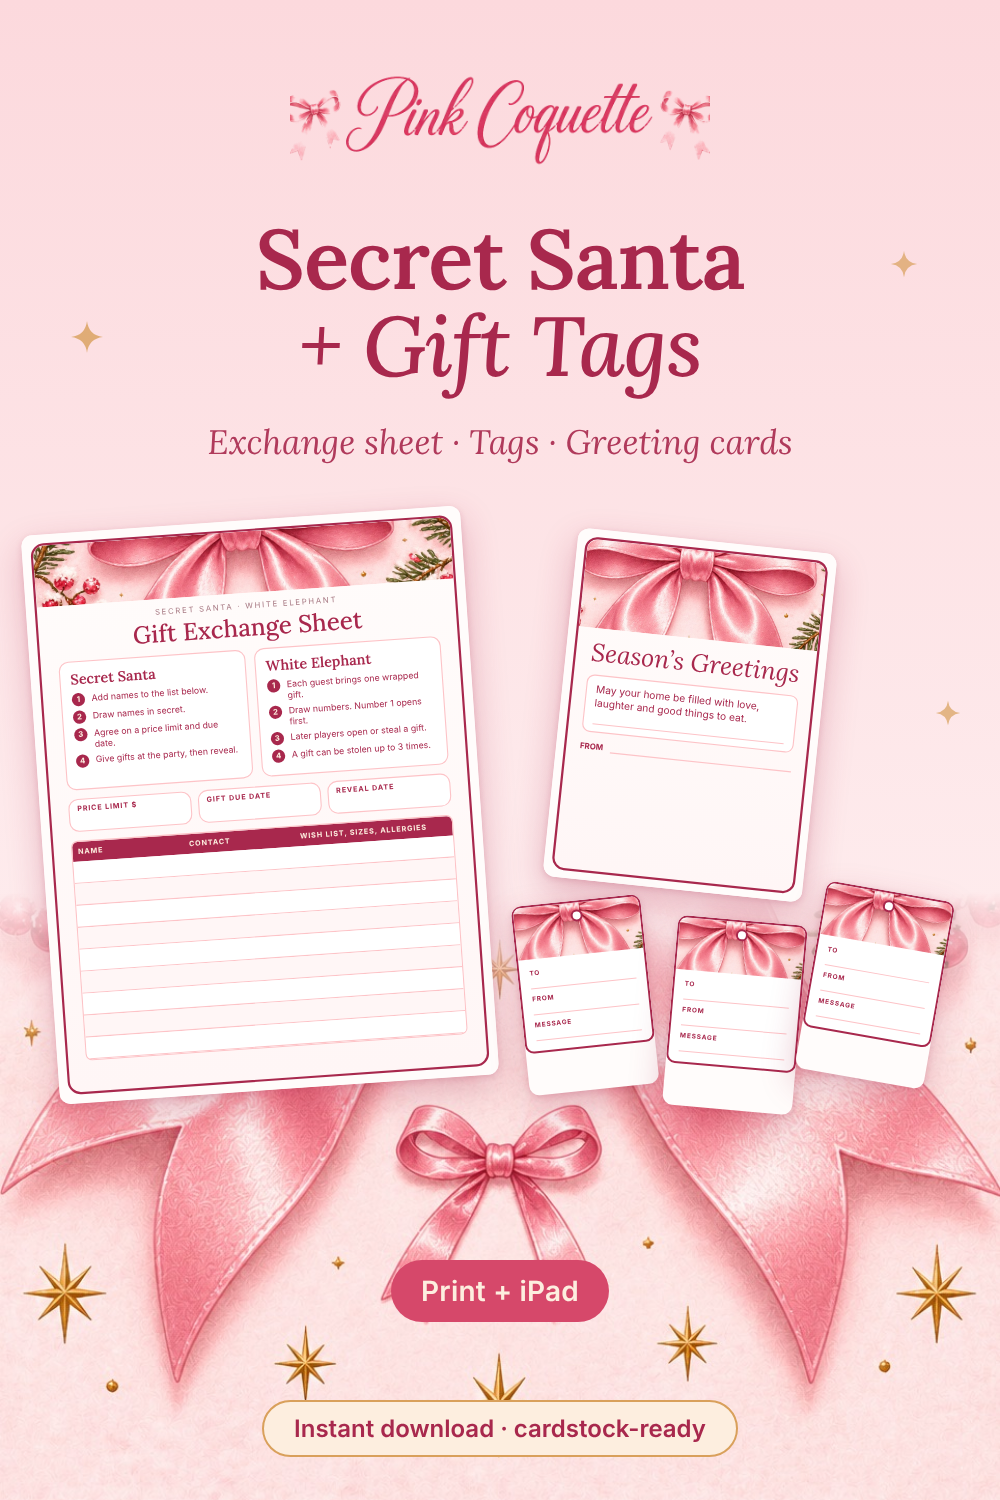 Pink Coquette
Secret Santa
+ Gift Tags
Exchange sheet · Tags · Greeting cards
SECRET SANTA · WHITE ELEPHANT
Gift Exchange Sheet
Secret Santa
1 Add names to the list below.
2 Draw names in secret.
3 Agree on a price limit and due
date.
4 Give gifts at the party, then reveal.
White Elephant
1 Each guest brings one wrapped
gift.
2 Draw numbers. Number 1 opens
first.
3 Later players open or steal a gift.
4 A gift can be stolen up to 3 times.
PRICE LIMIT $
GIFT DUE DATE
REVEAL DATE
NAME CONTACT WISH LIST, SIZES, ALLERGIES
Season's Greetings
May your home be filled with love,
laughter and good things to eat.
FROM
TO
FROM
MESSAGE
TO
FROM
MESSAGE
TO
FROM
MESSAGE
Print + iPad
Instant download · cardstock-ready